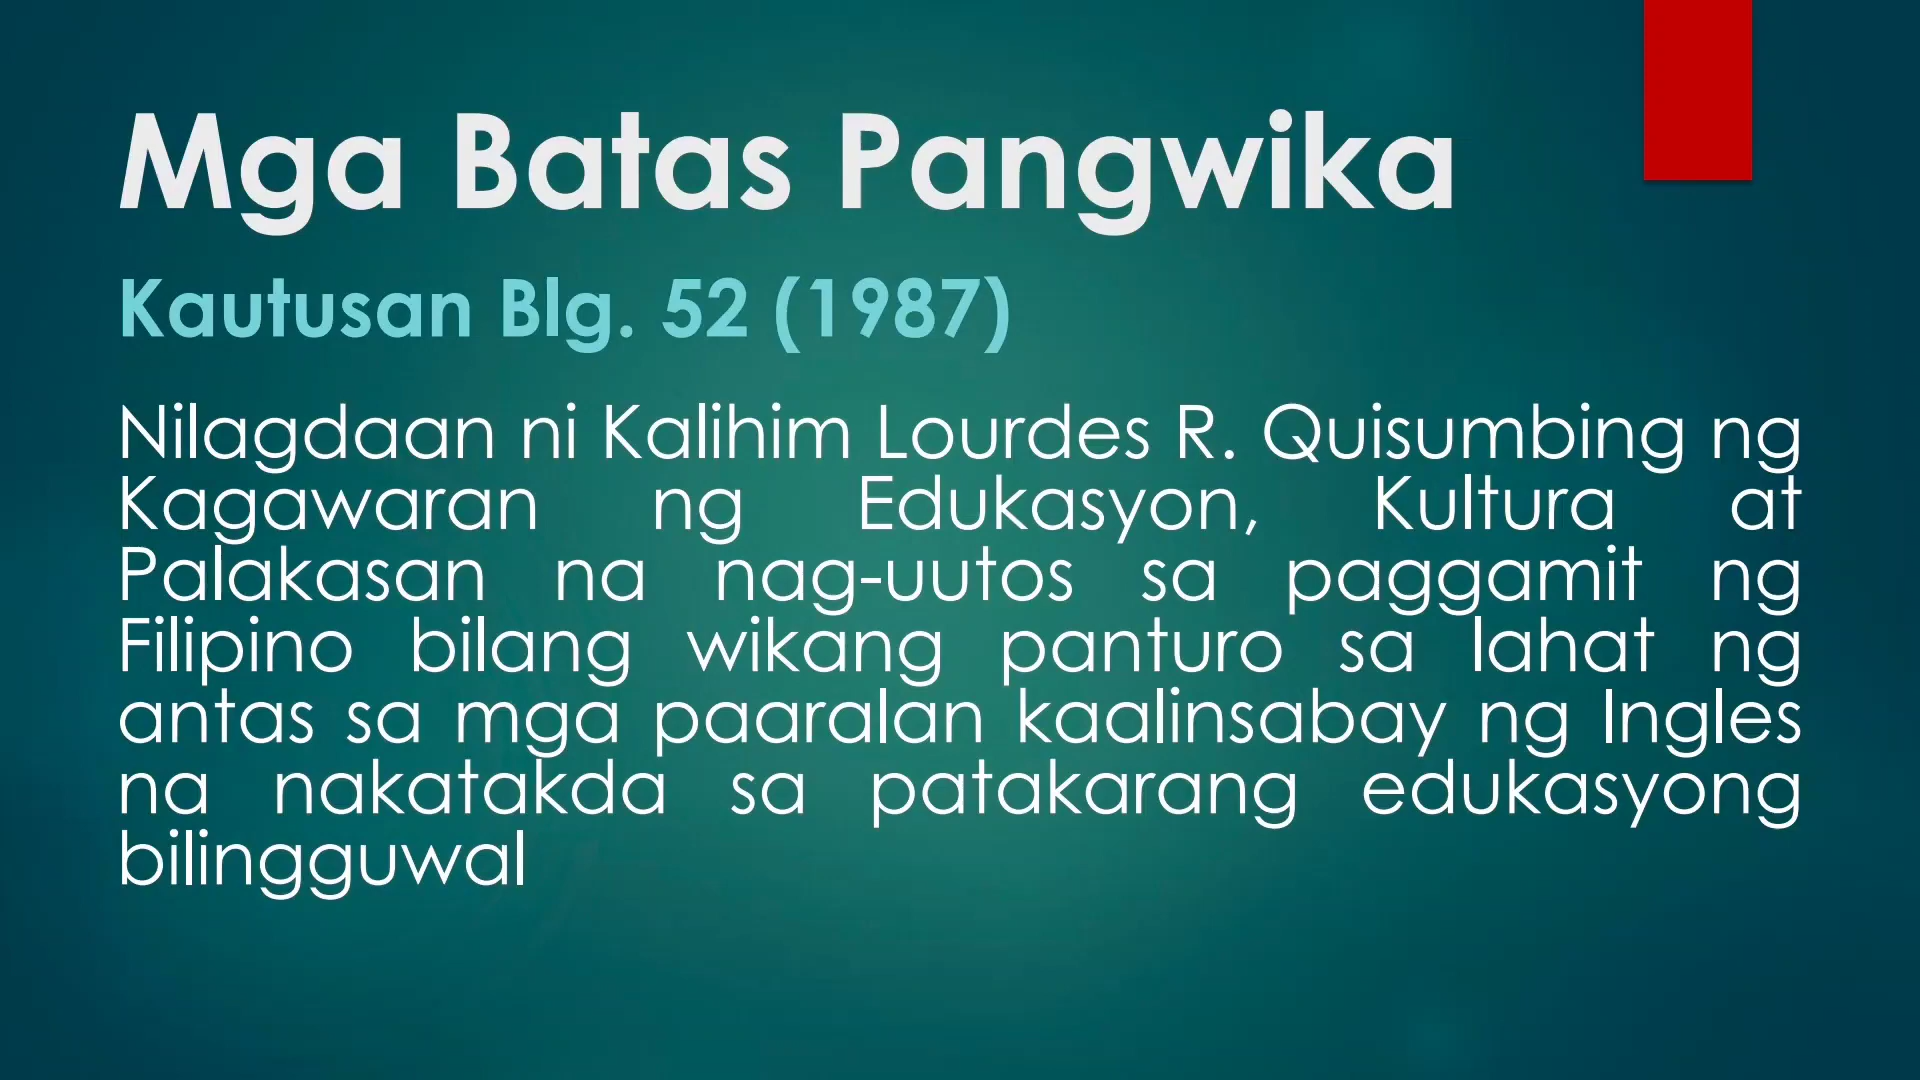 Mga Batas Pangwika
Kautusan Blg. 52 (1987)
Nilagdaan ni Kalihim Lourdes R. Quisumbing ng
Kagawaran ng Edukasyon, Kultura at
Palakasan na nag-uutos sa paggamit ng
Filipino bilang wikang panturo sa lahat ng
antas sa mga paaralan kaalinsabay ng Ingles
na nakatakda sa patakarang edukasyong
bilingguwal